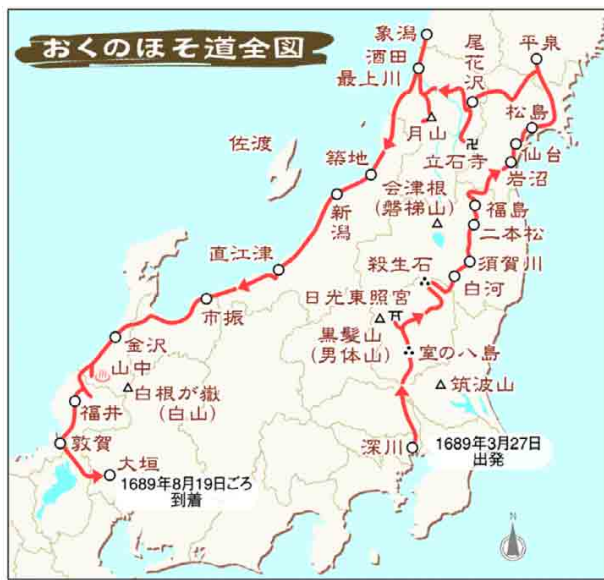 おくのほそ道全図
象潟
酒田
最上川
尾花沢
平泉
月山
立石寺
松島
仙台
岩沼
佐渡
築地
新潟
会津根
(磐梯山)
福島
二本松
須賀川
白河
直江津
殺生石
日光東照宮
市振
黒髪山
(男体山)
室の八島
金沢
山中
白根が嶽
(白山)
筑波山
福井
敦賀
大垣
深川
1689年3月27日
出発
1689年8月19日ごろ
到着
N